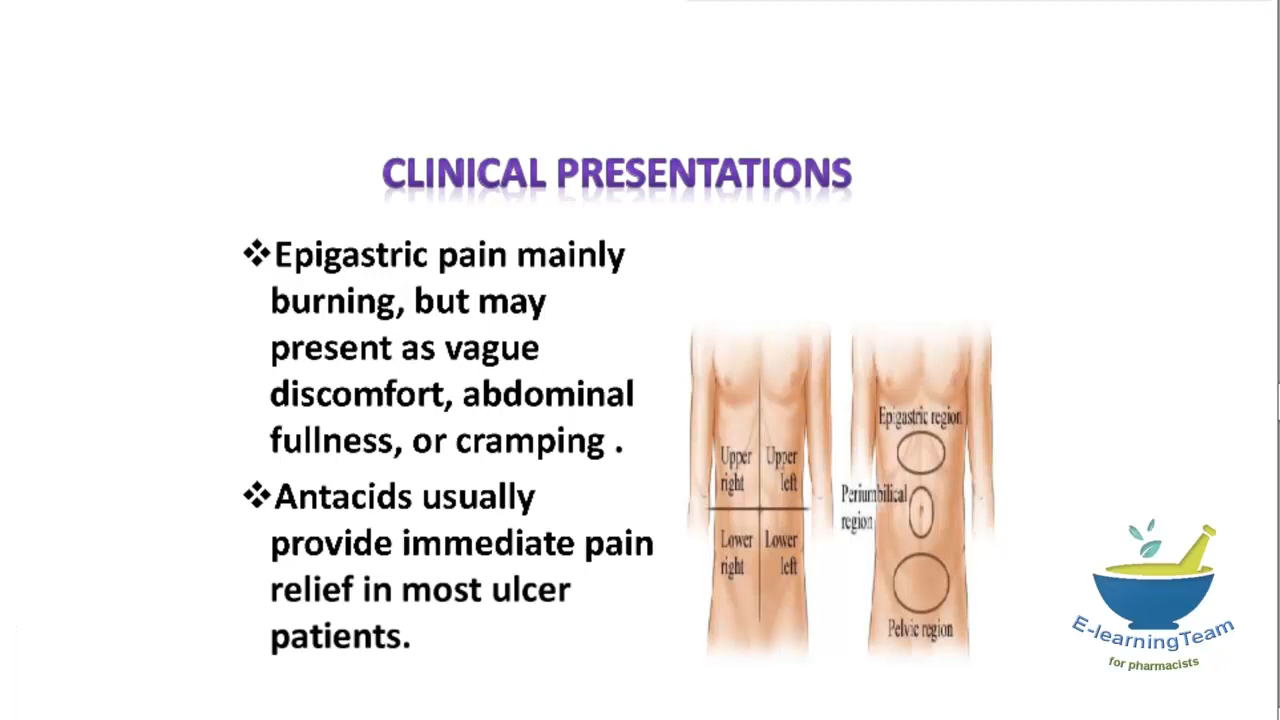 CLINICAL PRESENTATIONS
❖Epigastric pain mainly
burning, but may
present as vague
discomfort, abdominal
fullness, or cramping .
❖Antacids usually
provide immediate pain
relief in most ulcer
patients.
Upper
right
Upper
left
Lower
right
Lower
left
Epigastric region
Periumbilical
region
Pelvic region
E-learningTeam
for pharmacists